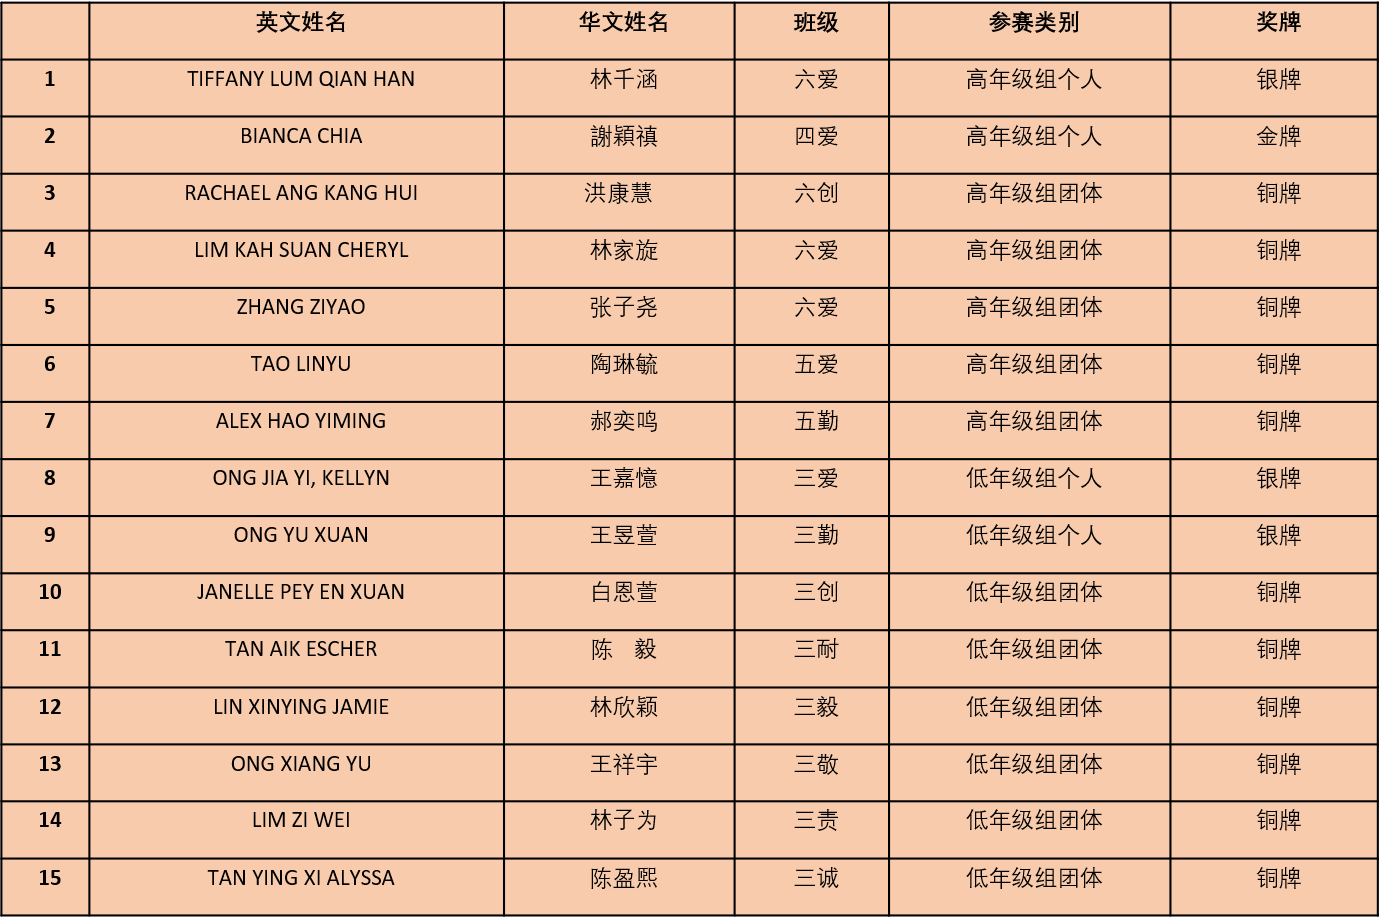 英文姓名 华文姓名 班级 参赛类别 奖牌
1 TIFFANY LUM QIAN HAN 林千涵 六爱 高年级组个人 银牌
2 BIANCA CHIA 謝穎禛 四爱 高年级组个人 金牌
3 RACHAEL ANG KANG HUI 洪康慧 六创 高年级组团体 铜牌
4 LIM KAH SUAN CHERYL 林家旋 六爱 高年级组团体 铜牌
5 ZHANG ZIYAO 张子尧 六爱 高年级组团体 铜牌
6 TAO LINYU 陶琳毓 五爱 高年级组团体 铜牌
7 ALEX HAO YIMING 郝奕鸣 五勤 高年级组团体 铜牌
8 ONG JIA YI, KELLYN 王嘉憶 三爱 低年级组个人 银牌
9 ONG YU XUAN 王昱萱 三勤 低年级组个人 银牌
10 JANELLE PEY EN XUAN 白恩萱 三创 低年级组团体 铜牌
11 TAN AIK ESCHER 陈 毅 三耐 低年级组团体 铜牌
12 LIN XINYING JAMIE 林欣颖 三毅 低年级组团体 铜牌
13 ONG XIANG YU 王祥宇 三敬 低年级组团体 铜牌
14 LIM ZI WEI 林子为 三责 低年级组团体 铜牌
15 TAN YING XI ALYSSA 陈盈熙 三诚 低年级组团体 铜牌